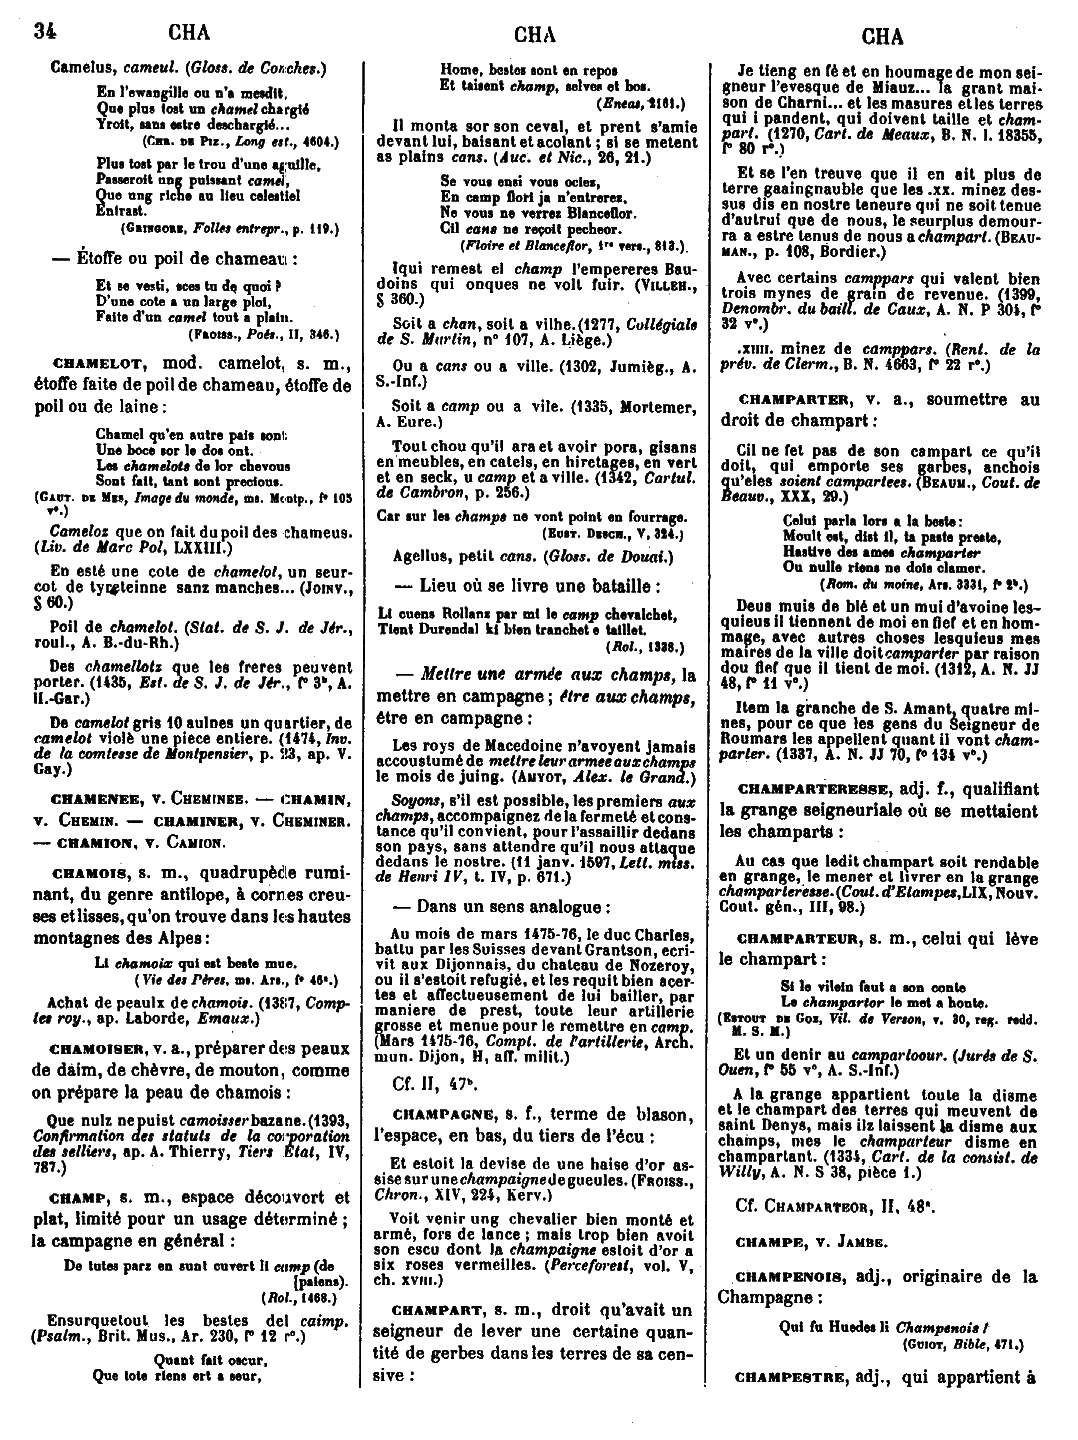 34 CHA CHA CHA
Camelus, cameul. (Gloss. de Conches.)
En l'ewangille ou n'a mesdit,
Que plus tost un chamel chargié
Yroit, sans estre deschargié...
(CHR. DE PIZ., Long est., 4604.)
Plus tost par le trou d'une aguille,
Passeroit ung puissant camel,
Que ung riche au lieu celestiel
Entrast.
(GRINGORE, Folles entrepr., p. 119.)
— Étoffe ou poil de chameau :
Et se vesti, sces tu de quoi ?
D'une cote a un large ploi,
Faite d'un camel tout a plain.
(FROISS., Poés., II, 346.)
CHAMELOT, mod. camelot, s. m.,
étoffe faite de poil de chameau, étoffe de
poil ou de laine :
Chamel qu'en autre païs sont:
Une boce sor le dos ont.
Les chamelots de lor chevous
Sont fait, tant sont precious.
(GAUT. DE MES, Image du monde, ms. Montp., f° 105
v°.)
Cameloz que on fait du poil des chameus.
(Liv. de Marc Pol, LXXIII.)
En esté une cote de chamelot, un seur-
cot de tyreteinne sanz manches... (JOINV.,
§ 60.)
Poil de chamelot. (Stat. de S. J. de Jér.,
roul., A. B.-du-Rh.)
Des chamellotz que les freres peuvent
porter. (1435, Est. de S. J. de Jér., f° 3b, A.
H.-Gar.)
De camelot gris 10 aulnes un quartier, de
camelot violé une piece entiere. (1474, Inv.
de la comtesse de Montpensier, p. 23, ap. V.
Gay.)
CHAMENEE, V. CHEMINEE. — CHAMIN,
V. CHEMIN. — CHAMINER, V. CHEMINER.
— CHAMION, V. CAMION.
CHAMOIS, s. m., quadrupède rumi-
nant, du genre antilope, à cornes creu-
ses et lisses, qu'on trouve dans les hautes
montagnes des Alpes :
Li chamoix qui est beste mue.
(Vie des Pères, ms. Ars., f° 46a.)
Achat de peaulx de chamois. (1387, Comp-
tes roy., ap. Laborde, Emaux.)
CHAMOISER, v. a., préparer des peaux
de daim, de chèvre, de mouton, comme
on prépare la peau de chamois :
Que nulz ne puist camoisser bazane. (1393,
Confirmation des statuts de la corporation
des selliers, ap. A. Thierry, Tiers État, IV,
787.)
CHAMP, s. m., espace découvert et
plat, limité pour un usage déterminé ;
la campagne en général :
De tutes parz en sunt cuvert li camp (de
[paiens).
(Rol., 1468.)
Ensurquetout les bestes del caimp.
(Psalm., Brit. Mus., Ar. 230, f° 12 r°.)
Quant fait oscur,
Que tote riens ert a seur,
Home, bestes sont en repos
Et taisent champ, selves et bos.
(Eneas, 2161.)
Il monta sor son ceval, et prent s'amie
devant lui, baisant et acolant ; si se metent
as plains cans. (Auc. et Nic., 26, 21.)
Se vous ensi vous oclez,
En camp flori ja n'enterez,
Ne vous ne verrez Blanceflor.
Cil cans ne reçoit pecheor.
(Floire et Blanceflor, 1re vers., 813.)
Iqui remest el champ l'empereres Bau-
doins qui onques ne volt fuir. (VILLEH.,
§ 360.)
Soit a chan, soit a vilhe. (1277, Collégiale
de S. Martin, n° 107, A. Liège.)
Ou a cans ou a ville. (1302, Jumièg., A.
S.-Inf.)
Soit a camp ou a vile. (1335, Mortemer,
A. Eure.)
Tout chou qu'il ara et avoir pora, gisans
en meubles, en catels, en hiretages, en vert
et en seck, u camp et a ville. (1342, Cartul.
de Cambron, p. 256.)
Car sur les champs ne vont point en fourrage.
(EUST. DESCH., V, 324.)
Agellus, petil cans. (Gloss. de Douai.)
— Lieu où se livre une bataille :
Li cuens Rollanz par mi le camp chevalchet,
Tient Durendal ki bien tranchet e taillet.
(Rol., 1338.)
— Mettre une armée aux champs, la
mettre en campagne ; être aux champs,
être en campagne :
Les roys de Macedoine n'avoyent jamais
accoustumé de mettre leur armee aux champs
le mois de juing. (AMYOT, Alex. le Grand.)
Soyons, s'il est possible, les premiers aux
champs, accompaignez de la fermeté et cons-
tance qu'il convient, pour l'assaillir dedans
son pays, sans attendre qu'il nous attaque
dedans le nostre. (11 janv. 1597, Lett. miss.
de Henri IV, t. IV, p. 671.)
— Dans un sens analogue :
Au mois de mars 1475-76, le duc Charles,
battu par les Suisses devant Grantson, ecri-
vit aux Dijonnais, du chateau de Nozeroy,
ou il s'estoit refugié, et les requit bien acer-
tes et affectueusement de lui bailler, par
maniere de prest, toute leur artillerie
grosse et menue pour le remettre en camp.
(Mars 1475-76, Compt. de l'artillerie, Arch.
mun. Dijon, H, aff. milit.)
Cf. II, 47b.
CHAMPAGNE, s. f., terme de blason,
l'espace, en bas, du tiers de l'écu :
Et estoit la devise de une haise d'or as-
sise sur une champaigne de gueules. (FROISS.,
Chron., XIV, 224, Kerv.)
Voit venir ung chevalier bien monté et
armé, fors de lance ; mais trop bien avoit
son escu dont la champaigne estoit d'or a
six roses vermeilles. (Perceforest, vol. V,
ch. XVIII.)
CHAMPART, s. m., droit qu'avait un
seigneur de lever une certaine quan-
tité de gerbes dans les terres de sa cen-
sive :
Je tieng en fé et en houmage de mon sei-
gneur l'evesque de Miauz... la grant mai-
son de Charni... et les masures et les terres
qui i pandent, qui doivent taille et cham-
part. (1270, Cart. de Meaux, B. N. l. 18355,
f° 80 r°.)
Et se l'en treuve que il en ait plus de
terre gaaingnauble que les .xx. minez des-
sus dis en nostre teneure qui ne soit tenue
d'autrui que de nous, le seurplus demour-
ra a estre tenus de nous a champart. (BEAU-
MAN., p. 408, Bordier.)
Avec certains camppars qui valent bien
trois mynes de grain de revenue. (1399,
Denombr. du baill. de Caux, A. N. P 304, f°
32 v°.)
.XIIII. minez de camppars. (Rent. de la
prév. de Clerm., B. N. 4663, f° 22 r°.)
CHAMPARTER, v. a., soumettre au
droit de champart :
Cil ne fet pas de son campart ce qu'il
doit, qui emporte ses garbes, anchois
qu'eles soient campartees. (BEAUM., Cout. de
Beauv., XXX, 29.)
Celui parla lors a la beste :
Moult est, dist il, ta paste preste,
Hastive des ames champarter
Ou nulle riens ne dois clamer.
(Rom. du moine, Ars. 3331, f° 2b.)
Deus muis de blé et un mui d'avoine les-
quieus il tiennent de moi en fief et en hom-
mage, avec autres choses lesquieus mes
maires de la ville doit camparter par raison
dou fief que il tient de moi. (1312, A. N. JJ
48, f° 11 v°.)
Item la granche de S. Amant, quatre mi-
nes, pour ce que les gens du Seigneur de
Roumars les appellent quant il vont cham-
parter. (1337, A. N. JJ 70, f° 134 v°.)
CHAMPARTERESSE, adj. f., qualifiant
la grange seigneuriale où se mettaient
les champarts :
Au cas que ledit champart soit rendable
en grange, le mener et livrer en la grange
champarteresse. (Cout. d'Etampes, LIX, Nouv.
Cout. gén., III, 98.)
CHAMPARTEUR, s. m., celui qui lève
le champart :
Si le vilein faut a son conte
Le champartor le met a honte.
(ESTOUT DE GOZ, Vil. de Verson, v. 30, reg. redd.
M. S. M.)
Et un denir au camparloour. (Jurés de S.
Ouen, f° 55 v°, A. S.-Inf.)
A la grange appartient toute la disme
et le champart des terres qui meuvent de
saint Denys, mais ilz laissent la disme aux
champs, mes le champarteur disme en
champartant. (1334, Cart. de la consist. de
Willy, A. N. S 38, pièce 1.)
Cf. CHAMPARTEOR, II, 48a.
CHAMPE, V. JAMBE.
CHAMPENOIS, adj., originaire de la
Champagne :
Qui fu Huedes li Champenois !
(GUIOT, Bible, 471.)
CHAMPESTRE, adj., qui appartient à